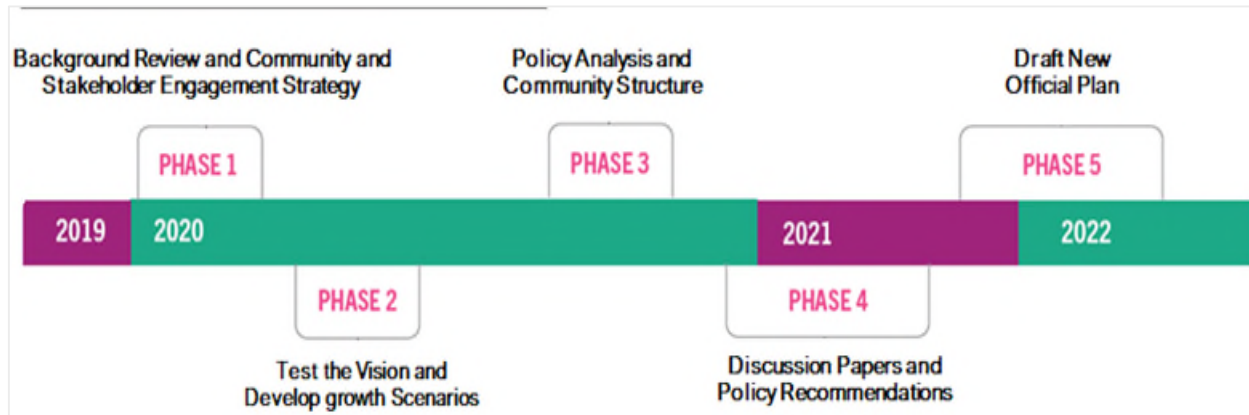 Background Review and Community and
Stakeholder Engagement Strategy
Policy Analysis and
Community Structure
Draft New
Official Plan
PHASE 1
PHASE 3
PHASE 5
2019
2020
2021
2022
PHASE 2
PHASE 4
Test the Vision and
Develop growth Scenarios
Discussion Papers and
Policy Recommendations